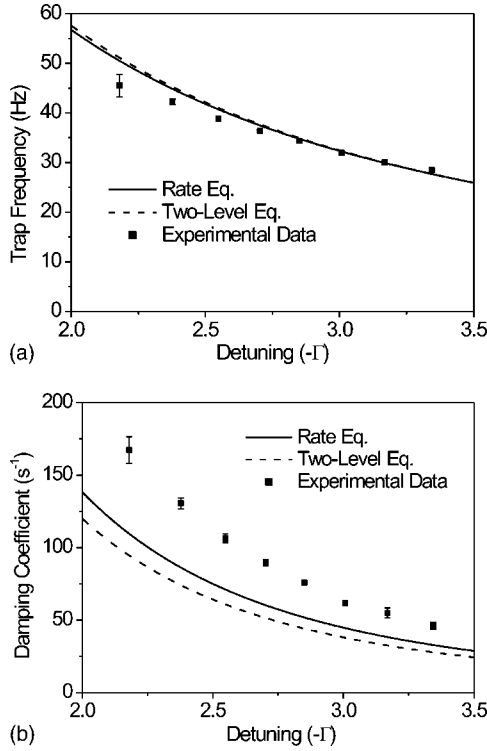 60
50
40
30
20
10
0
Trap Frequency (Hz)
Rate Eq.
Two-Level Eq.
Experimental Data
2.0 2.5 3.0 3.5
(a) Detuning (-Γ)
200
150
100
50
0
Damping Coefficient (s⁻¹)
Rate Eq.
Two-Level Eq.
Experimental Data
2.0 2.5 3.0 3.5
(b) Detuning (-Γ)